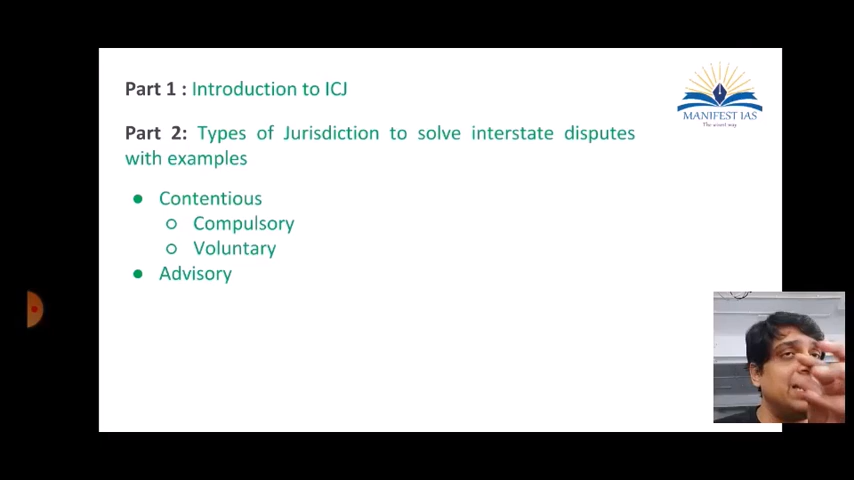 Part 1 : Introduction to ICJ
Part 2: Types of Jurisdiction to solve interstate disputes
with examples
Contentious
Compulsory
Voluntary
Advisory
MANIFEST IAS